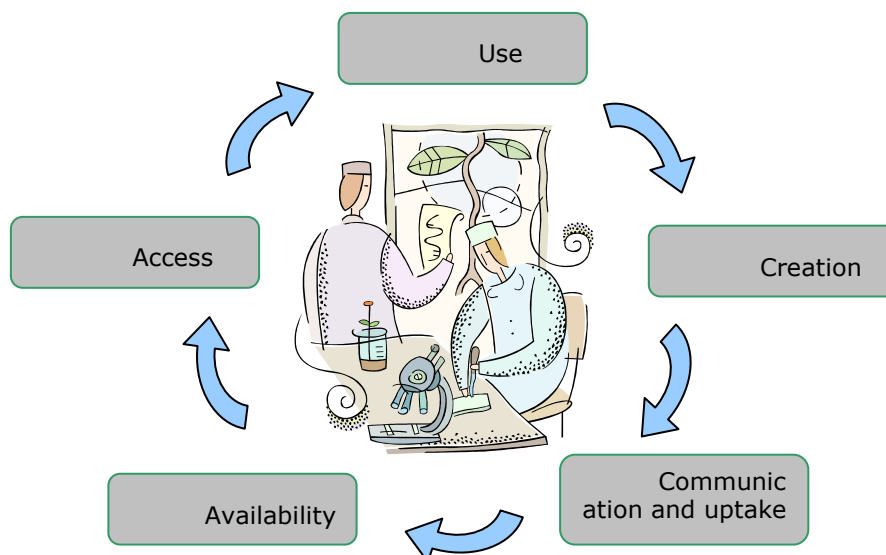 Use
Access
Creation
Communic
ation and uptake
Availability